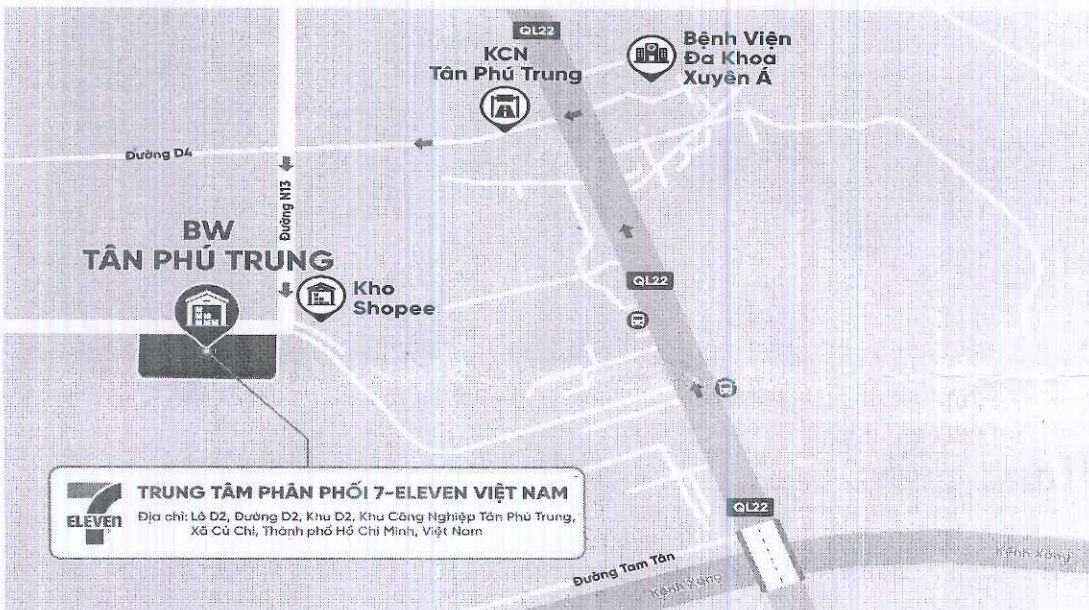 QL22
KCN
Tân Phú Trung
Bệnh Viện
Đa Khoa
Xuyên Á
Đường D4
Đường N13
BW
TÂN PHÚ TRUNG
Kho
Shopee
QL22
7
ELEVEn
TRUNG TÂM PHÂN PHỐI 7-ELEVEN VIỆT NAM
Địa chỉ: Lô D2, Đường D2, Khu D2, Khu Công Nghiệp Tân Phú Trung,
Xã Củ Chi, Thành phố Hồ Chí Minh, Việt Nam
QL22
Đường Tam Tân
Kênh Xáng
Kênh Xáng